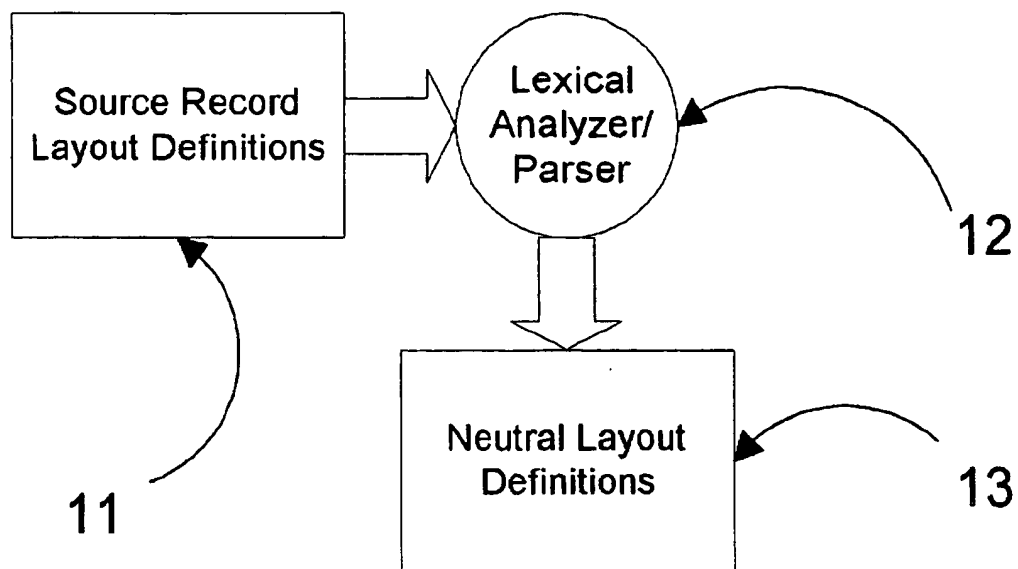 Source Record
Layout Definitions
Lexical
Analyzer/
Parser
12
Neutral Layout
Definitions
11
13